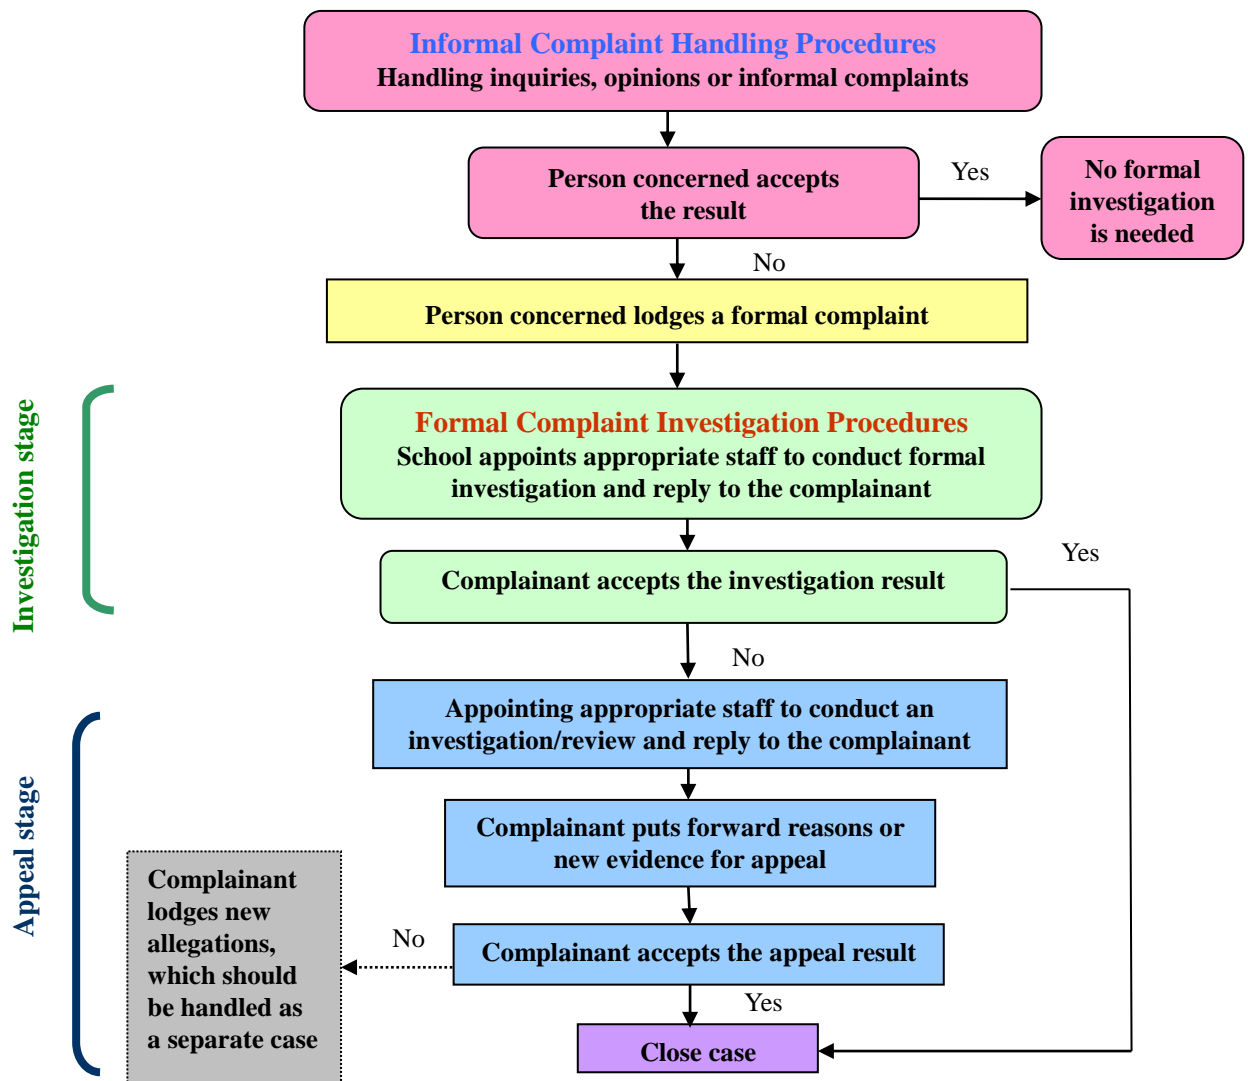 Informal Complaint Handling Procedures
Handling inquiries, opinions or informal complaints
Person concerned accepts
the result
Yes
No formal
investigation
is needed
No
Person concerned lodges a formal complaint
Investigation stage
Formal Complaint Investigation Procedures
School appoints appropriate staff to conduct formal
investigation and reply to the complainant
Complainant accepts the investigation result
Yes
No
Appeal stage
Appointing appropriate staff to conduct an
investigation/review and reply to the complainant
Complainant puts forward reasons or
new evidence for appeal
Complainant accepts the appeal result
No
Complainant
lodges new
allegations,
which should
be handled as
a separate case
Yes
Close case